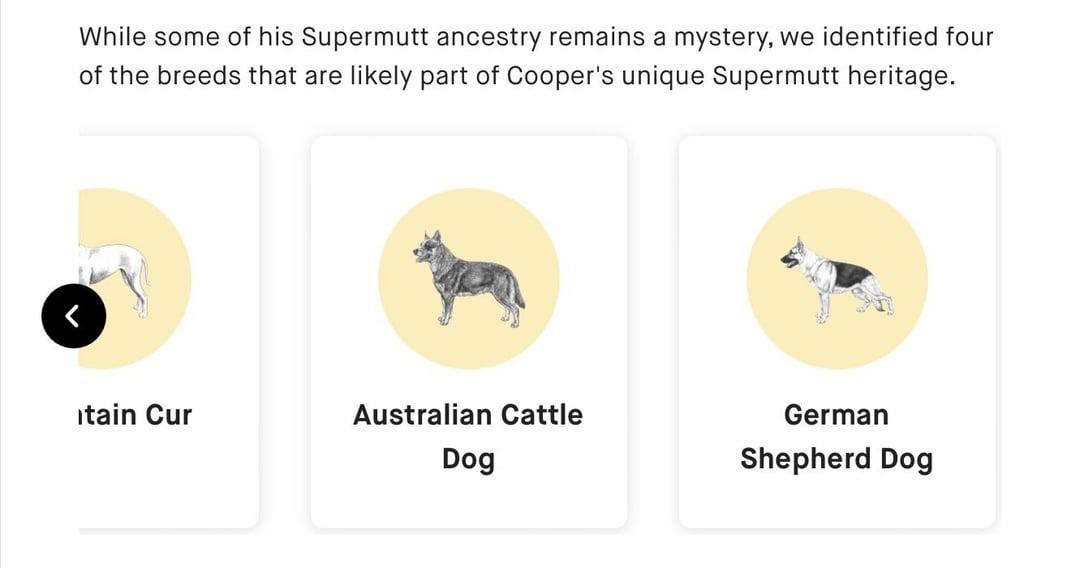 While some of his Supermutt ancestry remains a mystery, we identified four
of the breeds that are likely part of Cooper's unique Supermutt heritage.
tain Cur
Australian Cattle
Dog
German
Shepherd Dog